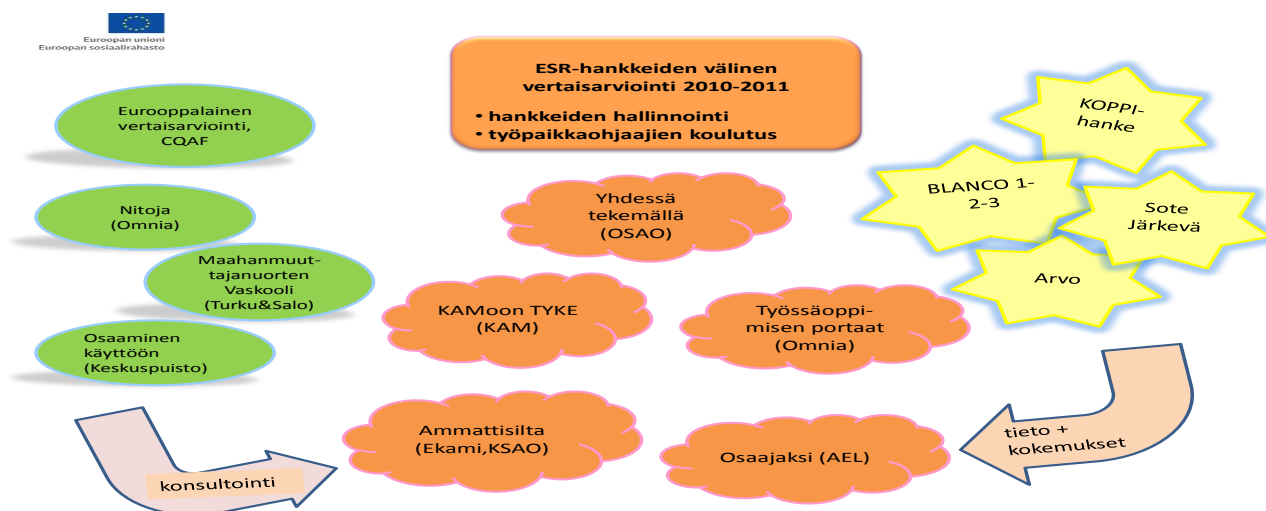 Euroopan unioni
Euroopan sosiaalirahasto
ESR-hankkeiden välinen
vertaisarviointi 2010-2011
• hankkeiden hallinnointi
• työpaikkaohjaajien koulutus
Eurooppalainen
vertaisarviointi,
CQAF
Nitoja
(Omnia)
Maahanmuut-
tajanuorten
Vaskooli
(Turku&Salo)
Osaaminen
käyttöön
(Keskuspuisto)
konsultointi
Yhdessä
tekemällä
(OSAO)
KAMoon TYKE
(KAM)
Työssäoppi-
misen portaat
(Omnia)
Ammattisilta
(Ekami,KSAO)
Osaajaksi (AEL)
KOPPI-
hanke
BLANCO 1-
2-3
Sote
Järkevä
Arvo
tieto +
kokemukset